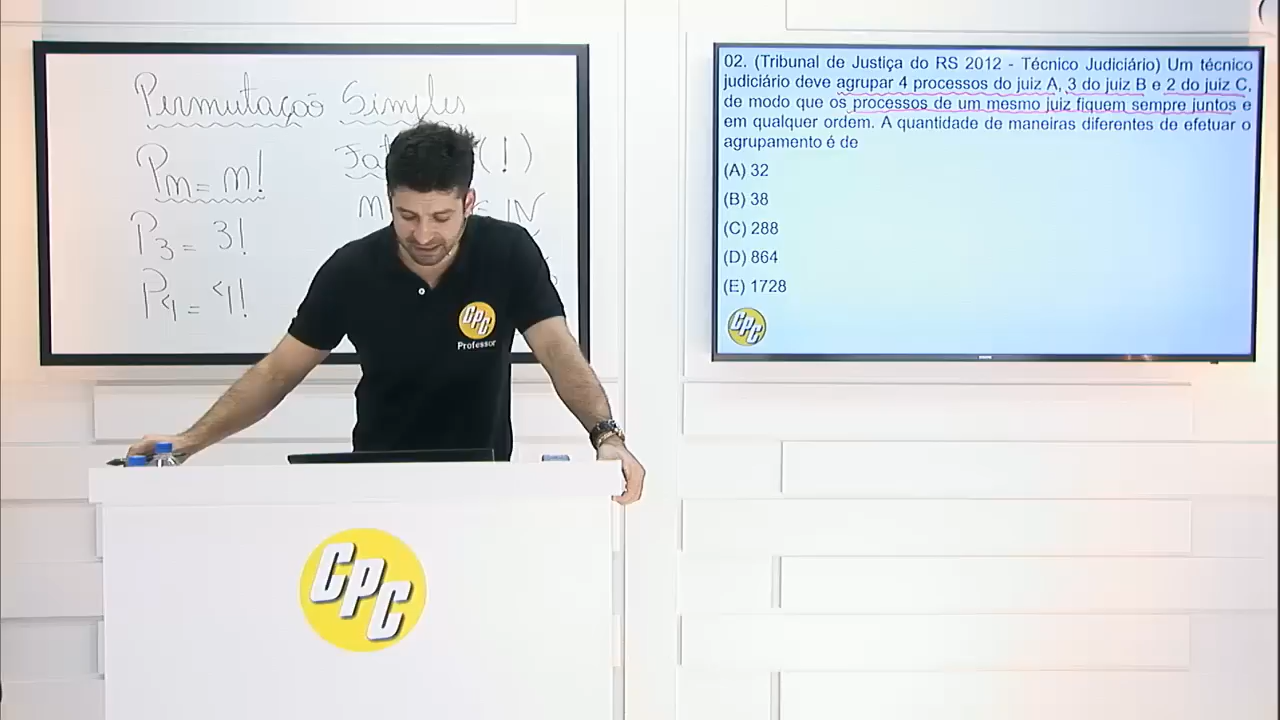 Permutação Simples
Pm = m!
(!)
P3 = 3!
IN
P4 = 4!
CPC
Professor
CPC
02. (Tribunal de Justiça do RS 2012 - Técnico Judiciário) Um técnico
judiciário deve agrupar 4 processos do juiz A, 3 do juiz B e 2 do juiz C,
de modo que os processos de um mesmo juiz fiquem sempre juntos e
em qualquer ordem. A quantidade de maneiras diferentes de efetuar o
agrupamento é de
(A) 32
(B) 38
(C) 288
(D) 864
(E) 1728
CPC